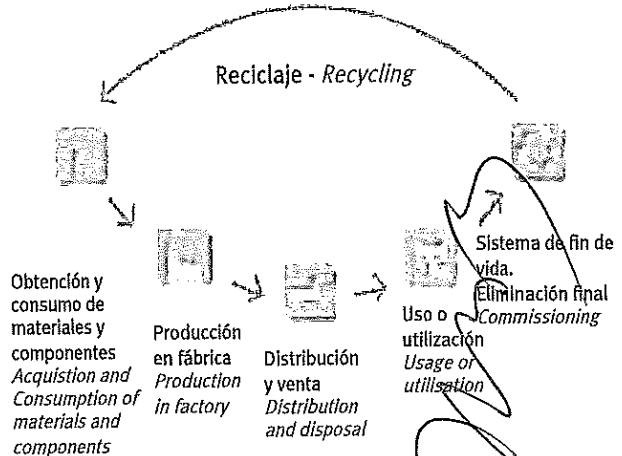 Reciclaje - Recycling
Obtención y
consumo de
materiales y
componentes
Acquistion and
Consumption of
materials and
components
Producción
en fábrica
Production
in factory
Distribución
y venta
Distribution
and disposal
Uso o
utilización
Usage or
utilisation
Sistema de fin de
vida.
Eliminación final
Commissioning